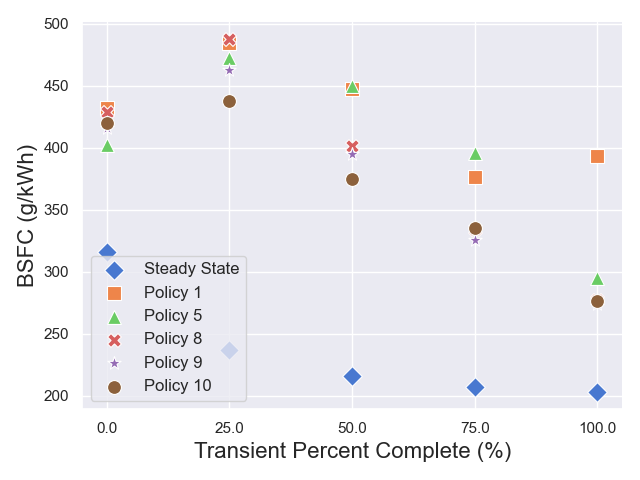 500
450
400
350
300
250
200
BSFC (g/kWh)
Steady State
Policy 1
Policy 5
Policy 8
Policy 9
Policy 10
0.0 25.0 50.0 75.0 100.0
Transient Percent Complete (%)